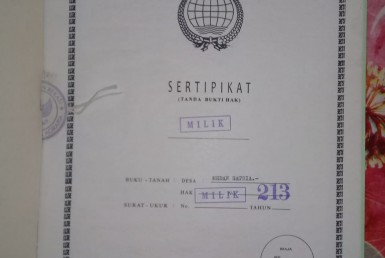 SERTIPIKAT
(TANDA BUKTI HAK)
MILIK
BUKU - TANAH : DESA :
HAK : MILIK 213
SURAT - UKUR : No. TAHUN